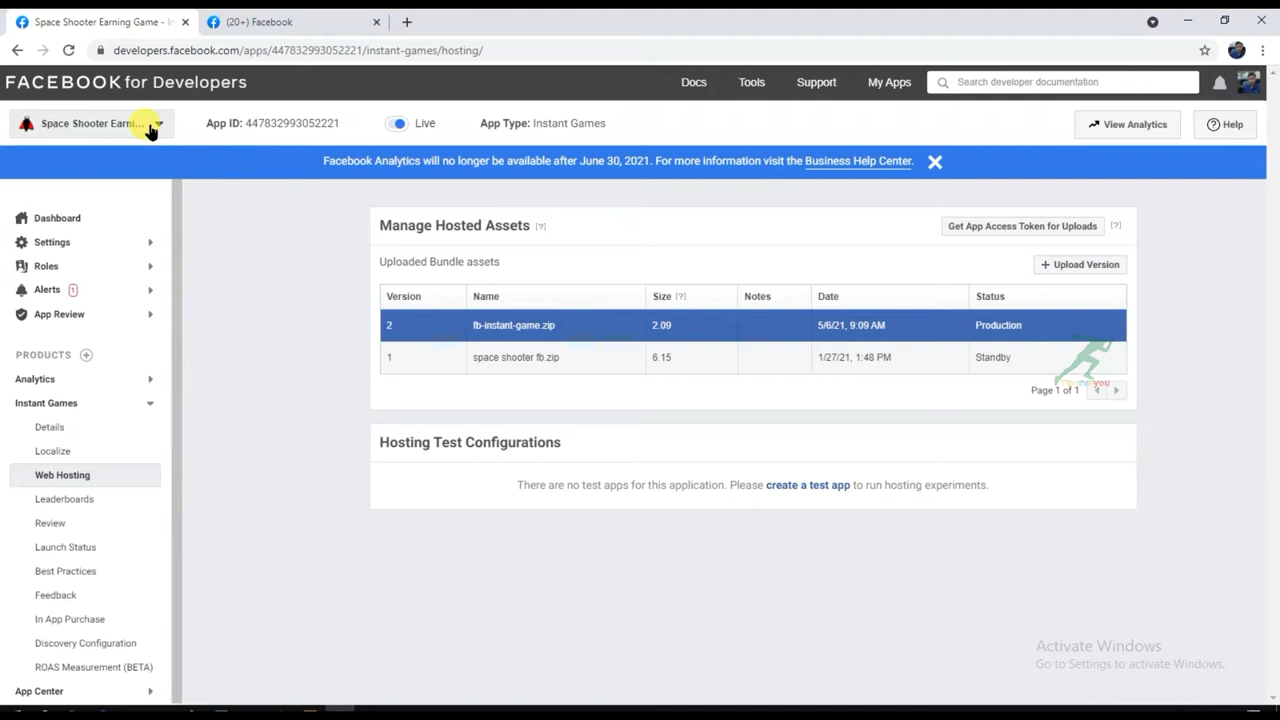 Space Shooter Earning Game - In
(20+) Facebook
developers.facebook.com/apps/447832993052221/instant-games/hosting/
FACEBOOK for Developers
Docs Tools Support My Apps Search developer documentation
Space Shooter Earni... App ID: 447832993052221 Live App Type: Instant Games View Analytics Help
Facebook Analytics will no longer be available after June 30, 2021. For more information visit the Business Help Center.
Dashboard
Settings
Roles
Alerts 1
App Review
PRODUCTS
Analytics
Instant Games
Details
Localize
Web Hosting
Leaderboards
Review
Launch Status
Best Practices
Feedback
In App Purchase
Discovery Configuration
ROAS Measurement (BETA)
App Center
Manage Hosted Assets [?] Get App Access Token for Uploads [?]
Uploaded Bundle assets + Upload Version
Version Name Size [?] Notes Date Status
2 fb-instant-game.zip 2.09 5/6/21, 9:09 AM Production
1 space shooter fb.zip 6.15 1/27/21, 1:48 PM Standby
Page 1 of 1
Hosting Test Configurations
There are no test apps for this application. Please create a test app to run hosting experiments.
Activate Windows
Go to Settings to activate Windows.